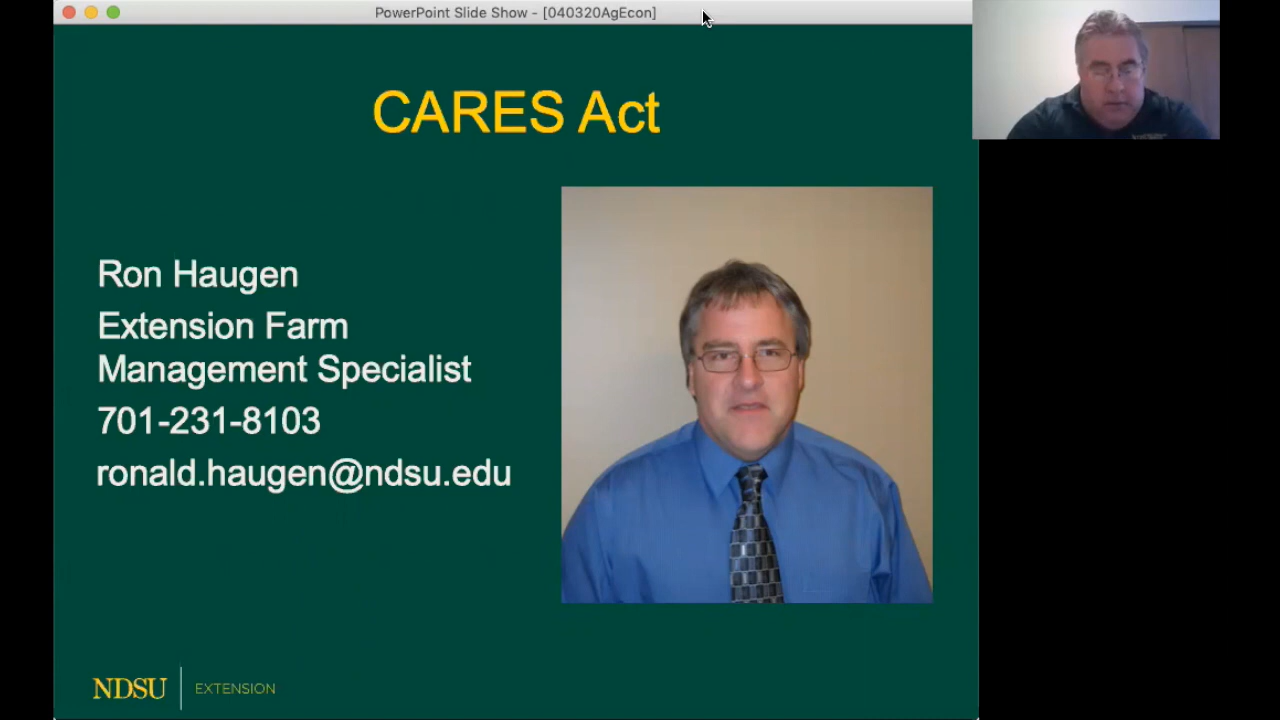 PowerPoint Slide Show - [040320AgEcon]
CARES Act
Ron Haugen
Extension Farm
Management Specialist
701-231-8103
ronald.haugen@ndsu.edu
NDSU EXTENSION